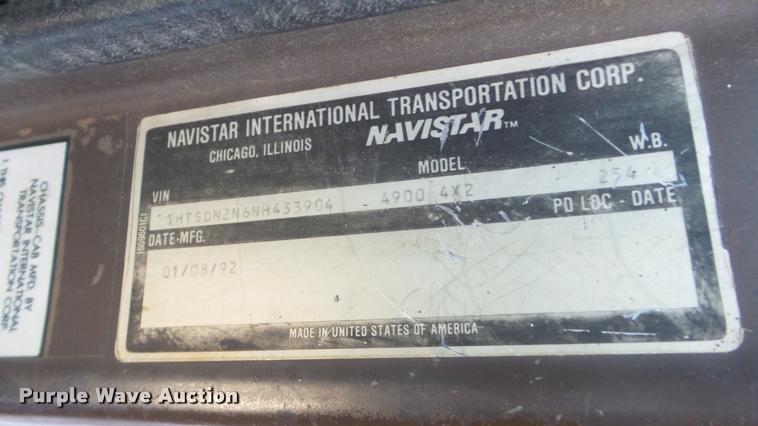 NAVISTAR INTERNATIONAL TRANSPORTATION CORP.
CHICAGO, ILLINOIS NAVISTAR™
VIN MODEL W.B.
1HTSDN2N6NH433904 4900 4X2 254
DATE-MFG. PD LOC - DATE
01/08/92
MADE IN UNITED STATES OF AMERICA
CHASSIS-CAB MFD. BY
NAVISTAR INTERNATIONAL
TRANSPORTATION CORP
Purple Wave Auction